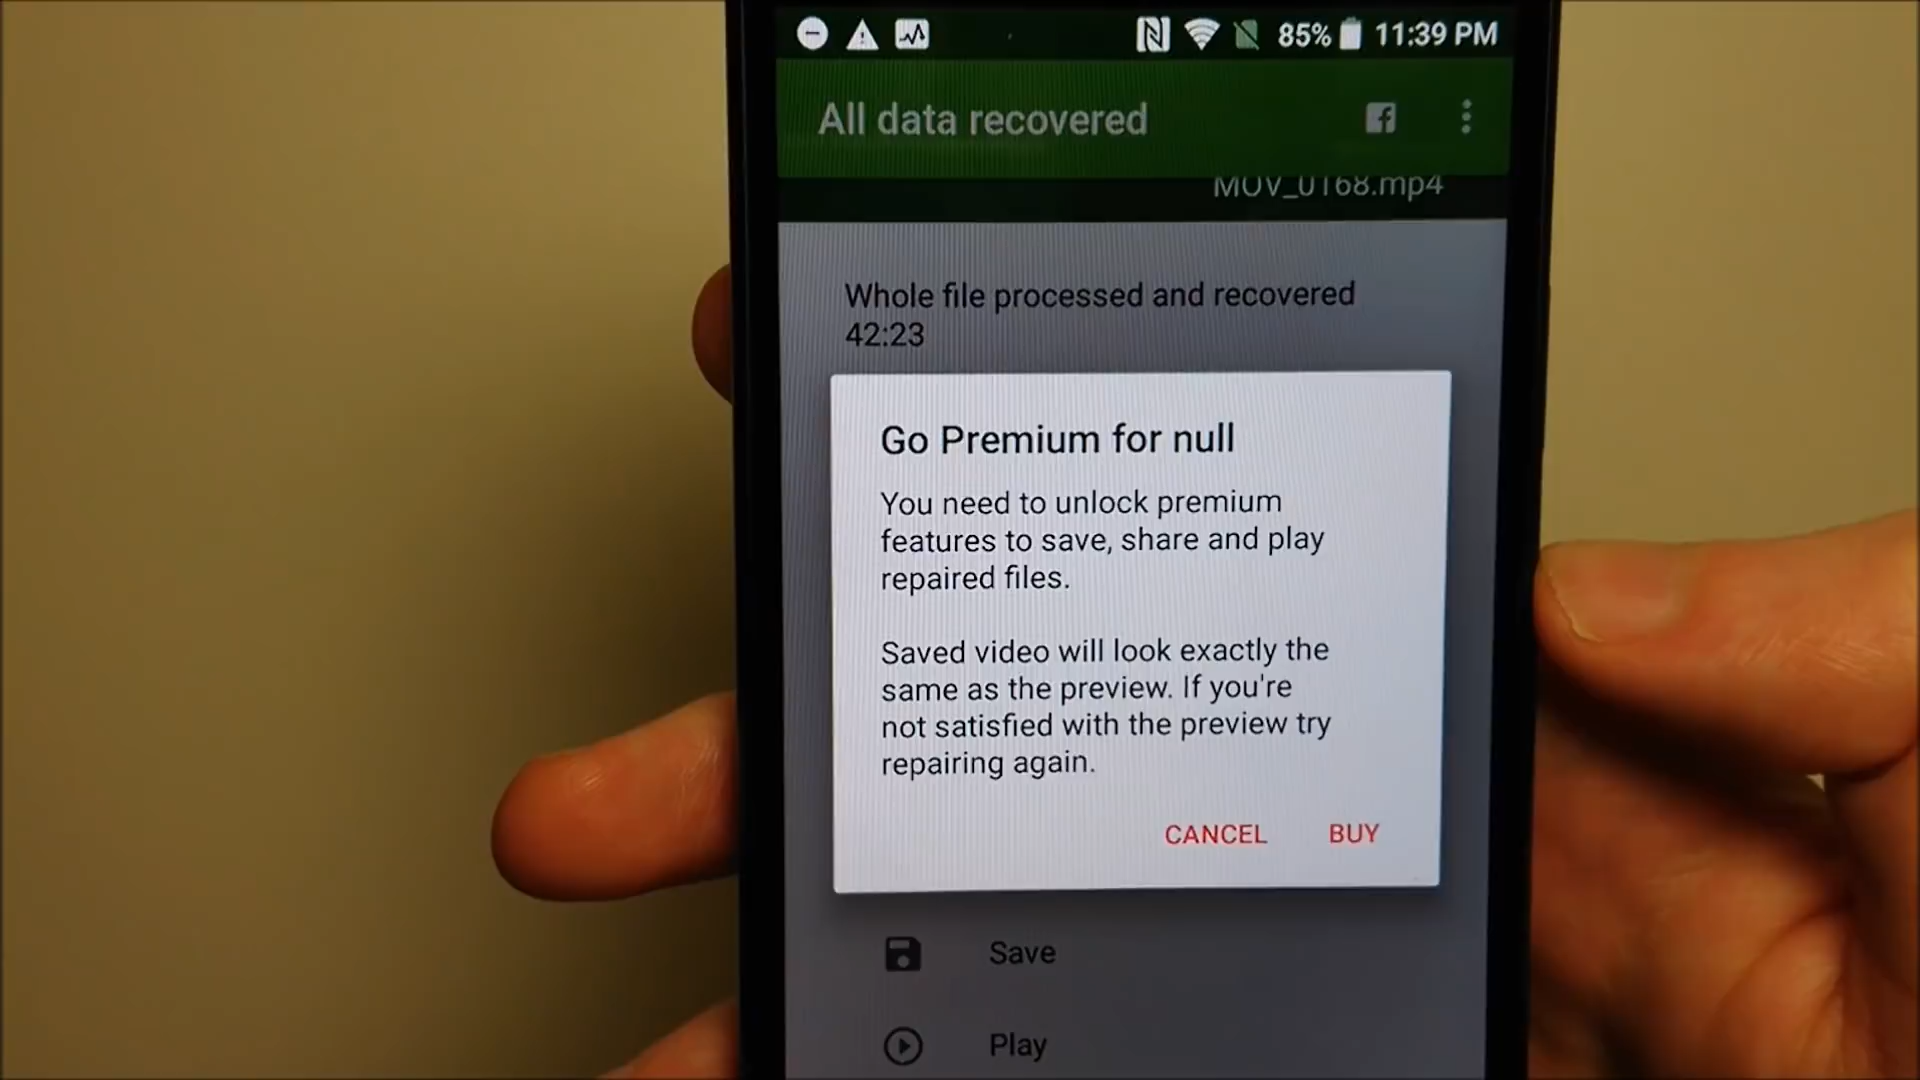 85% 11:39 PM
All data recovered
MOV_0168.mp4
Whole file processed and recovered
42:23
Go Premium for null
You need to unlock premium
features to save, share and play
repaired files.
Saved video will look exactly the
same as the preview. If you're
not satisfied with the preview try
repairing again.
CANCEL BUY
Save
Play